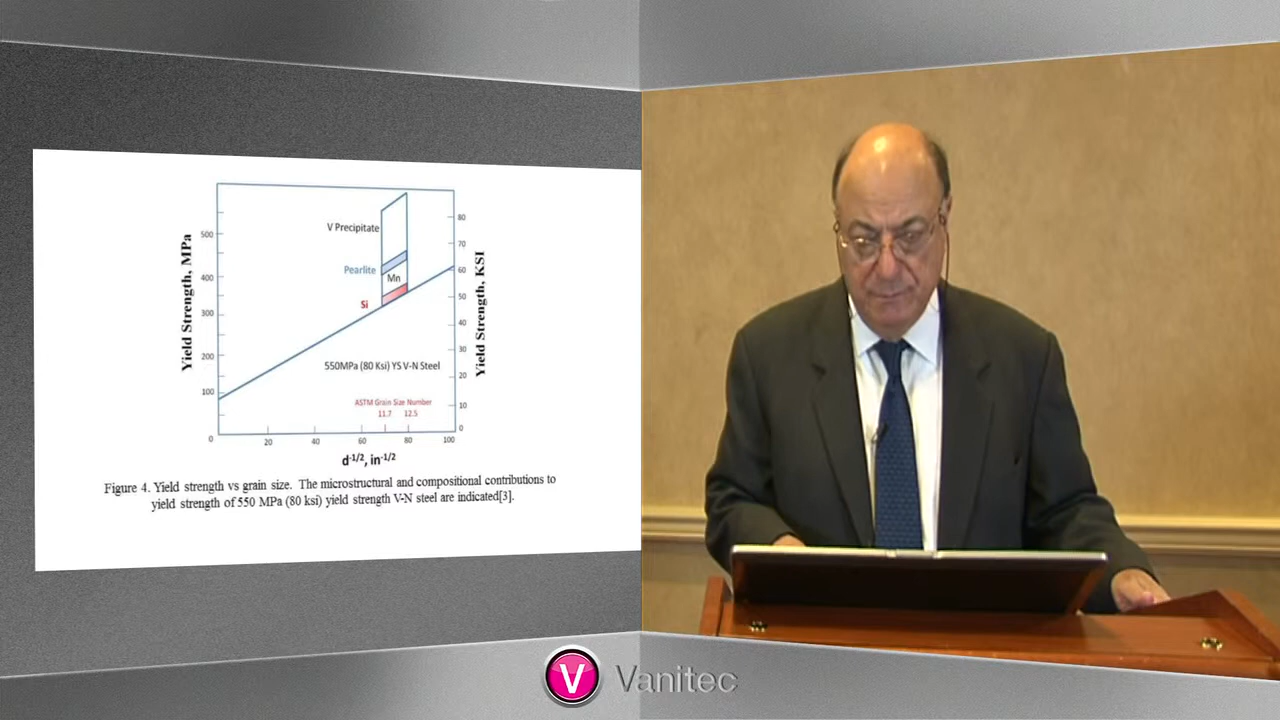 V Precipitate
Pearlite
Mn
Si
550MPa (80 Ksi) YS V-N Steel
ASTM Grain Size Number
11.7 12.5
Yield Strength, MPa
500
400
300
200
100
0
Yield Strength, KSI
80
70
60
50
40
30
20
10
0
20 40 60 80 100
d-1/2, in-1/2
Figure 4. Yield strength vs grain size. The microstructural and compositional contributions to
yield strength of 550 MPa (80 ksi) yield strength V-N steel are indicated[3].
V Vanitec